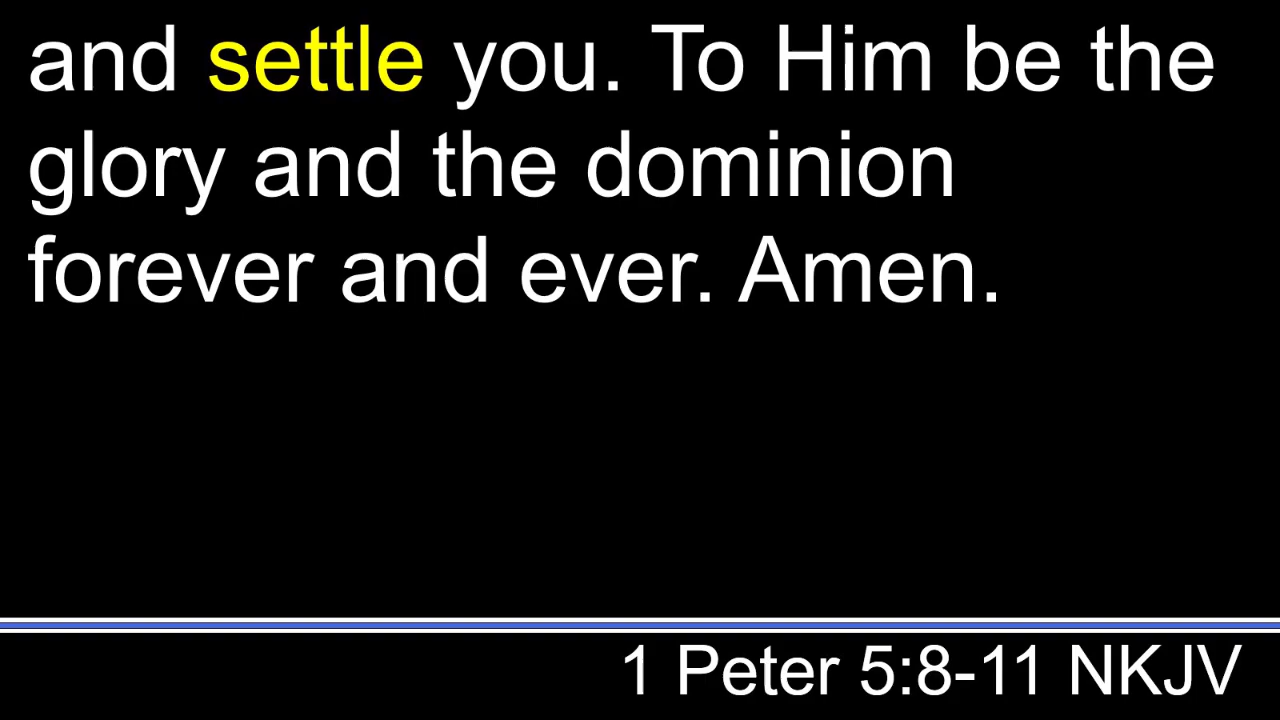 and settle you. To Him be the
glory and the dominion
forever and ever. Amen.
1 Peter 5:8-11 NKJV